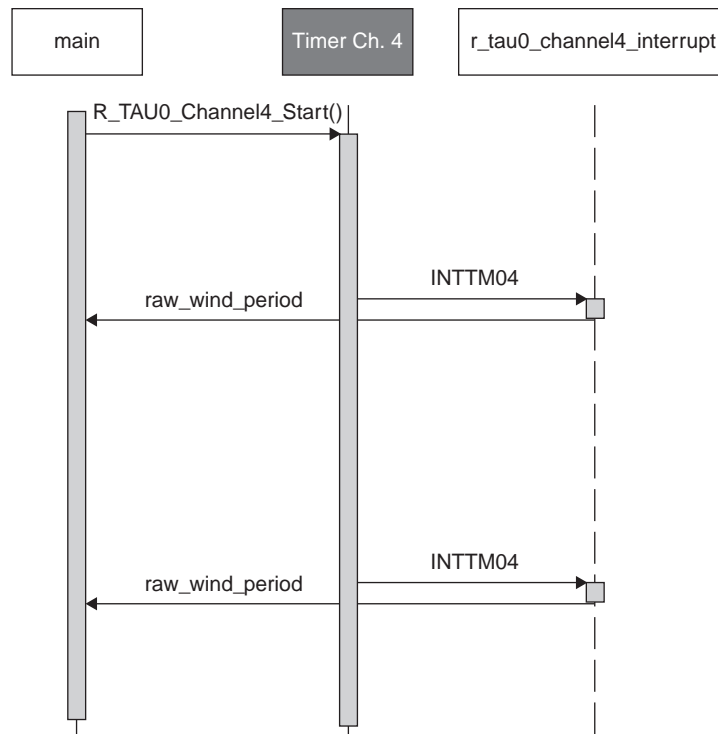 main
Timer Ch. 4
r_tau0_channel4_interrupt
R_TAU0_Channel4_Start()
INTTM04
raw_wind_period
INTTM04
raw_wind_period